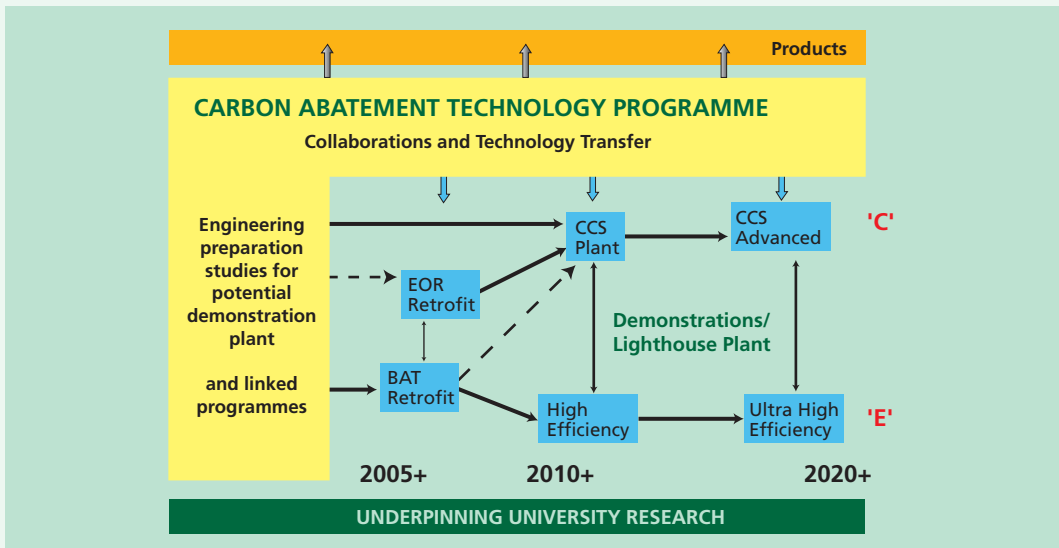 Products
CARBON ABATEMENT TECHNOLOGY PROGRAMME
Collaborations and Technology Transfer
Engineering
preparation
studies for
potential
demonstration
plant
and linked
programmes
CCS
Plant
CCS
Advanced
'C'
EOR
Retrofit
Demonstrations/
Lighthouse Plant
BAT
Retrofit
High
Efficiency
Ultra High
Efficiency
'E'
2005+
2010+
2020+
UNDERPINNING UNIVERSITY RESEARCH